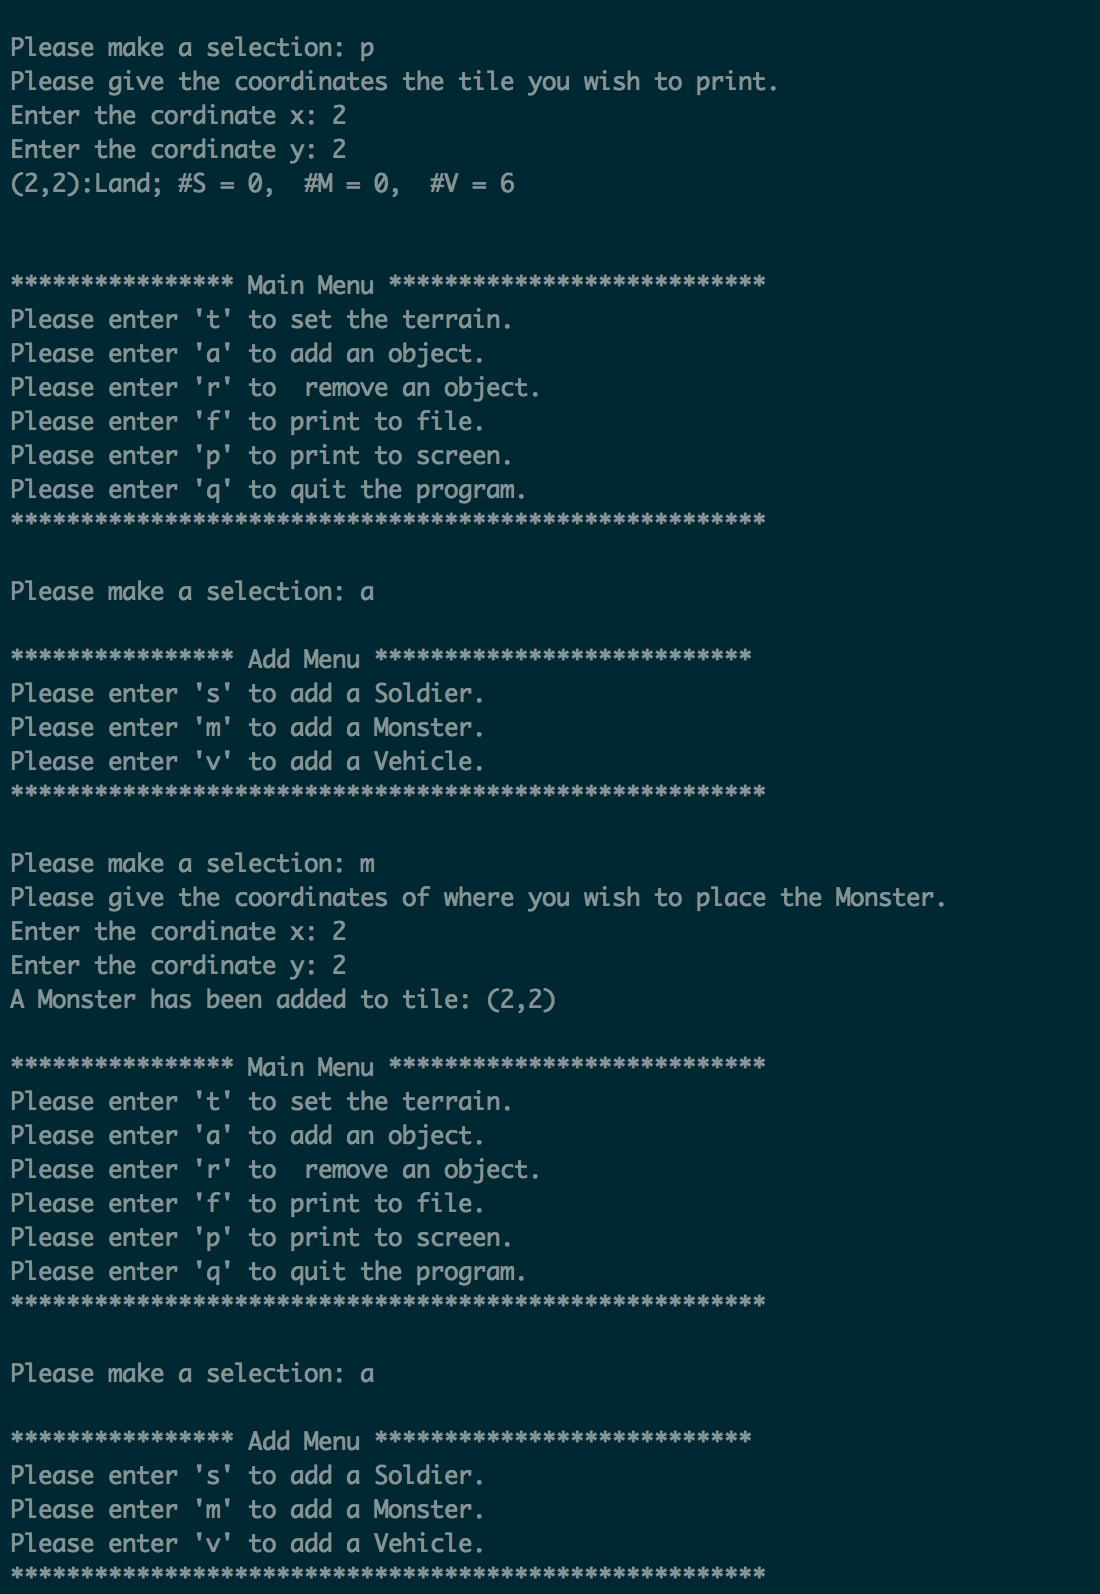 Please make a selection: p
Please give the coordinates the tile you wish to print.
Enter the cordinate x: 2
Enter the cordinate y: 2
(2,2):Land; #S = 0,  #M = 0,  #V = 6
**************** Main Menu ***************************
Please enter 't' to set the terrain.
Please enter 'a' to add an object.
Please enter 'r' to  remove an object.
Please enter 'f' to print to file.
Please enter 'p' to print to screen.
Please enter 'q' to quit the program.
******************************************************
Please make a selection: a
**************** Add Menu ***************************
Please enter 's' to add a Soldier.
Please enter 'm' to add a Monster.
Please enter 'v' to add a Vehicle.
******************************************************
Please make a selection: m
Please give the coordinates of where you wish to place the Monster.
Enter the cordinate x: 2
Enter the cordinate y: 2
A Monster has been added to tile: (2,2)
**************** Main Menu ***************************
Please enter 't' to set the terrain.
Please enter 'a' to add an object.
Please enter 'r' to  remove an object.
Please enter 'f' to print to file.
Please enter 'p' to print to screen.
Please enter 'q' to quit the program.
******************************************************
Please make a selection: a
**************** Add Menu ***************************
Please enter 's' to add a Soldier.
Please enter 'm' to add a Monster.
Please enter 'v' to add a Vehicle.
******************************************************